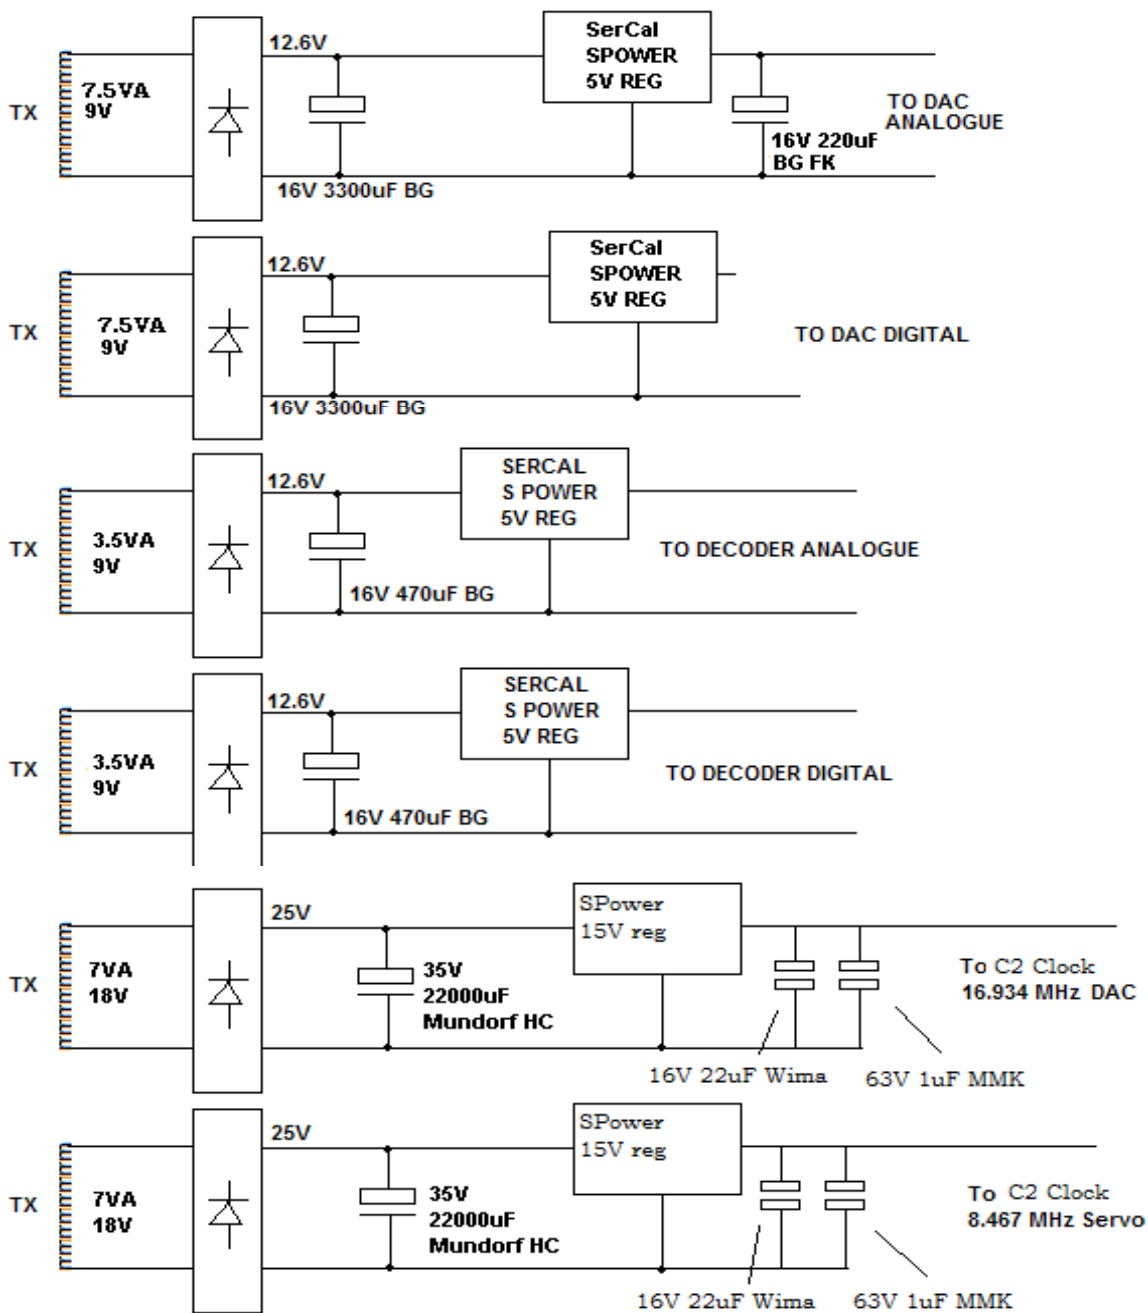 12.6V
SerCal
SPOWER
5V REG
7.5VA
9V
TX
TO DAC
ANALOGUE
16V 220uF
BG FK
16V 3300uF BG
12.6V
SerCal
SPOWER
5V REG
7.5VA
9V
TX
TO DAC DIGITAL
16V 3300uF BG
12.6V
SERCAL
S POWER
5V REG
3.5VA
9V
TX
TO DECODER ANALOGUE
16V 470uF BG
12.6V
SERCAL
S POWER
5V REG
3.5VA
9V
TX
TO DECODER DIGITAL
16V 470uF BG
25V
SPower
15V reg
7VA
18V
TX
35V
22000uF
Mundorf HC
To C2 Clock
16.934 MHz DAC
16V 22uF Wima
63V 1uF MMK
25V
SPower
15V reg
7VA
18V
TX
35V
22000uF
Mundorf HC
To C2 Clock
8.467 MHz Servo
16V 22uF Wima
63V 1uF MMK